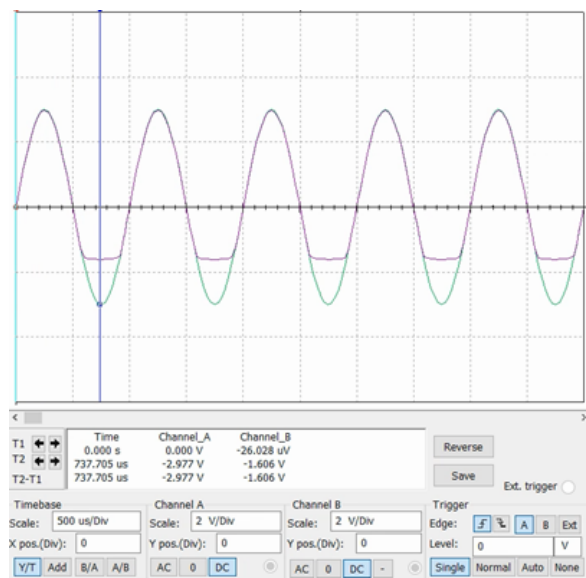 Time Channel_A Channel_B
T1 0.000 s 0.000 V -26.028 uV
T2 737.705 us -2.977 V -1.606 V
T2-T1 737.705 us -2.977 V -1.606 V
Reverse
Save
Ext. trigger
Timebase
Scale: 500 us/Div
X pos.(Div): 0
Y/T Add B/A A/B
Channel A
Scale: 2 V/Div
Y pos.(Div): 0
AC 0 DC
Channel B
Scale: 2 V/Div
Y pos.(Div): 0
AC 0 DC -
Trigger
Edge: A B Ext
Level: 0 V
Single Normal Auto None